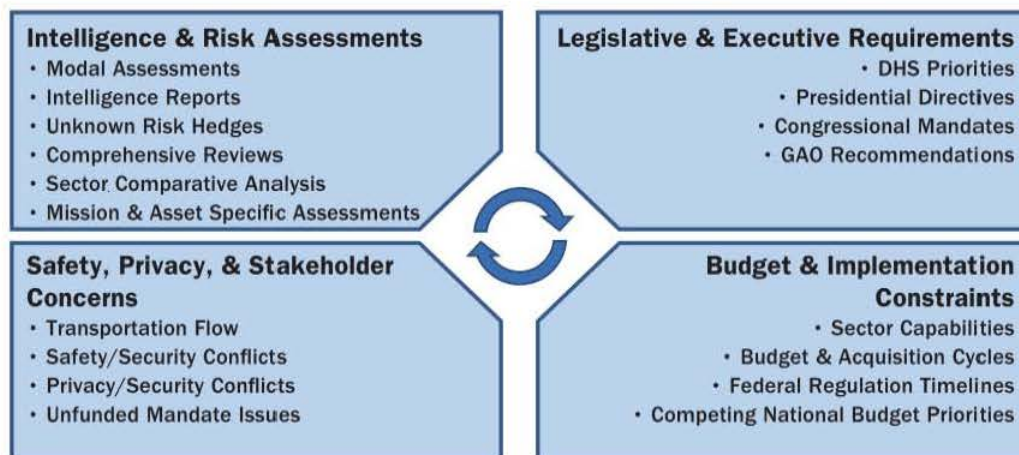 Intelligence & Risk Assessments
• Modal Assessments
• Intelligence Reports
• Unknown Risk Hedges
• Comprehensive Reviews
• Sector Comparative Analysis
• Mission & Asset Specific Assessments
Legislative & Executive Requirements
• DHS Priorities
• Presidential Directives
• Congressional Mandates
• GAO Recommendations
Safety, Privacy, & Stakeholder
Concerns
• Transportation Flow
• Safety/Security Conflicts
• Privacy/Security Conflicts
• Unfunded Mandate Issues
Budget & Implementation
Constraints
• Sector Capabilities
• Budget & Acquisition Cycles
• Federal Regulation Timelines
• Competing National Budget Priorities